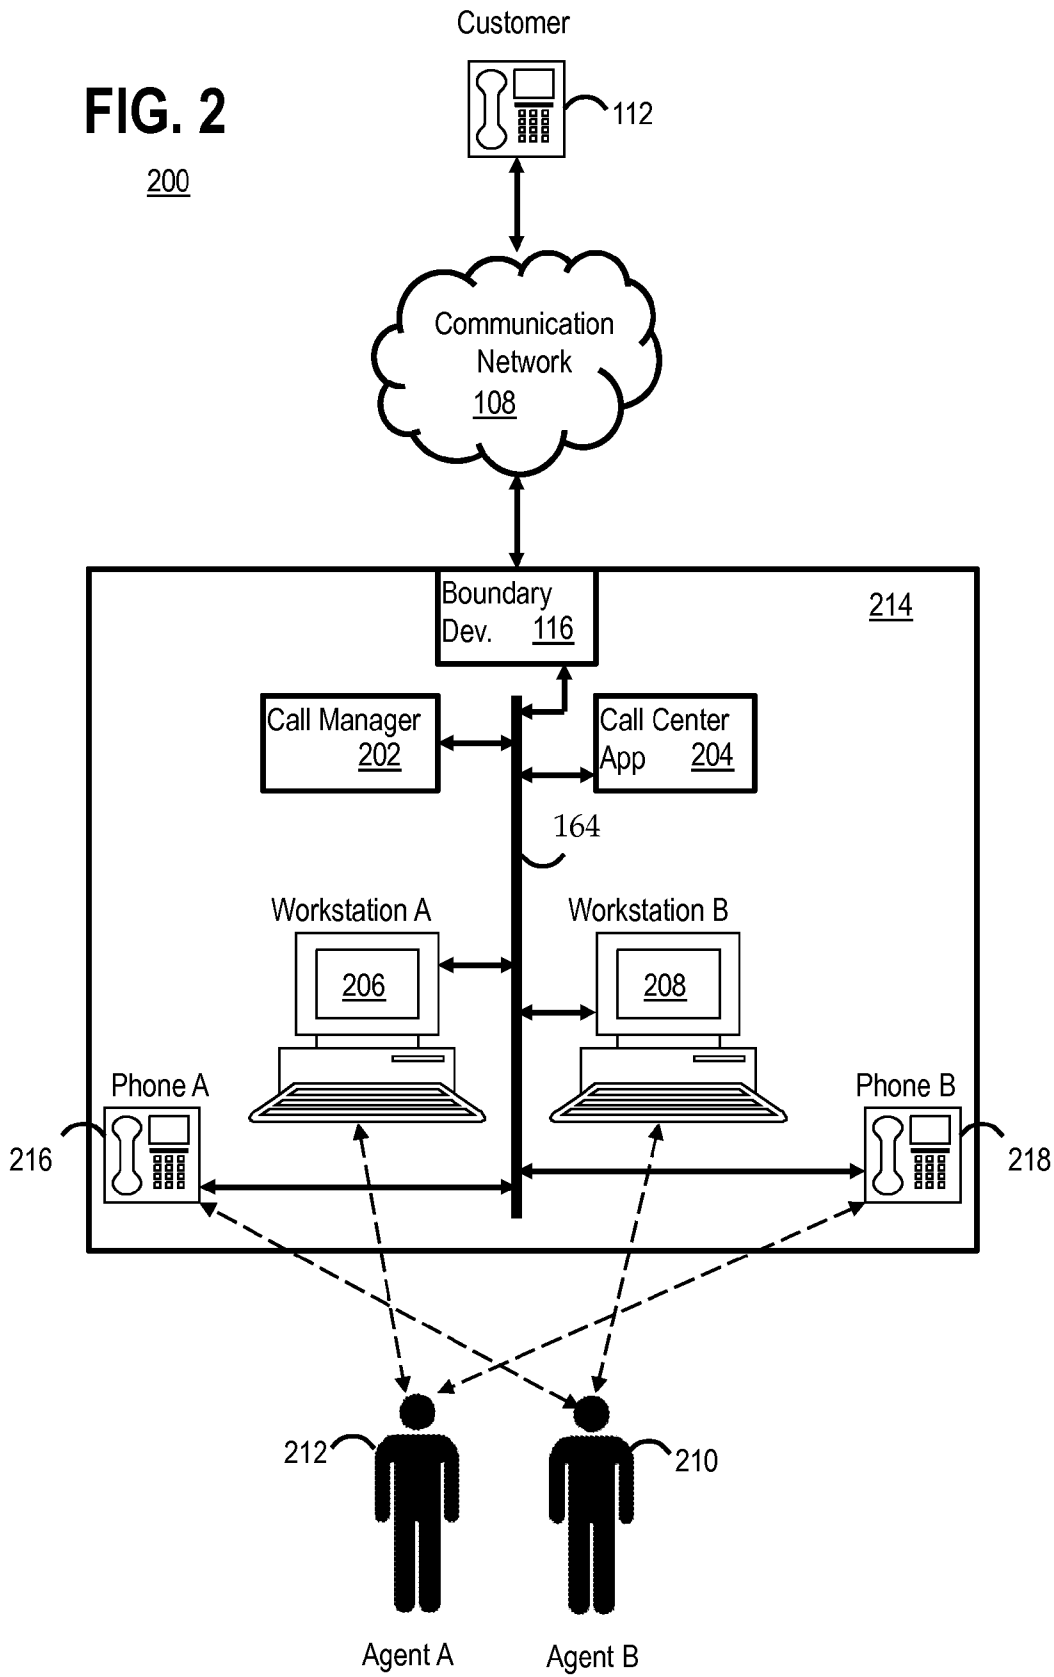 Customer
FIG. 2
112
200
Communication
Network
108
Boundary
Dev. 116
214
Call Manager
202
Call Center
App 204
164
Workstation A
Workstation B
206
208
Phone A
Phone B
216
218
212
210
Agent A
Agent B